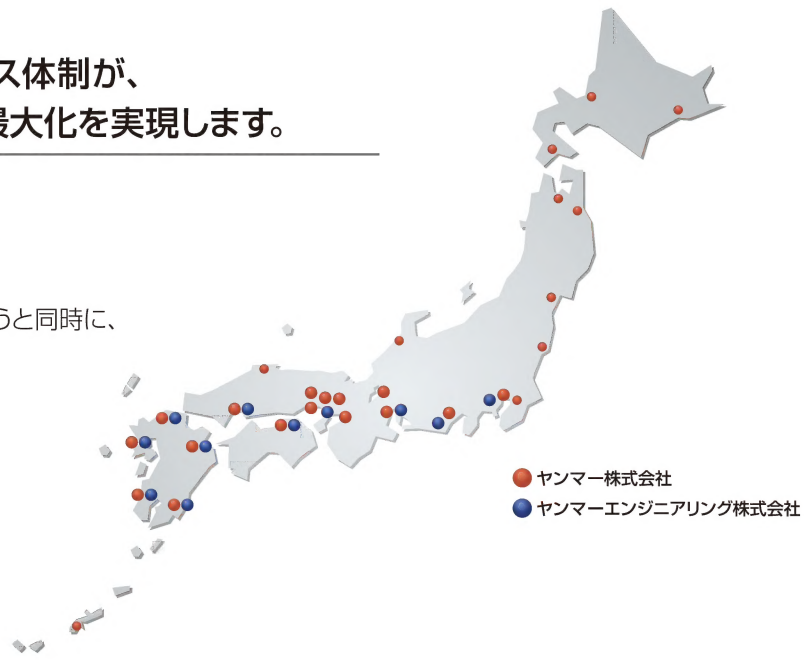 ス体制が、
最大化を実現します。
うと同時に、
ヤンマー株式会社
ヤンマーエンジニアリング株式会社